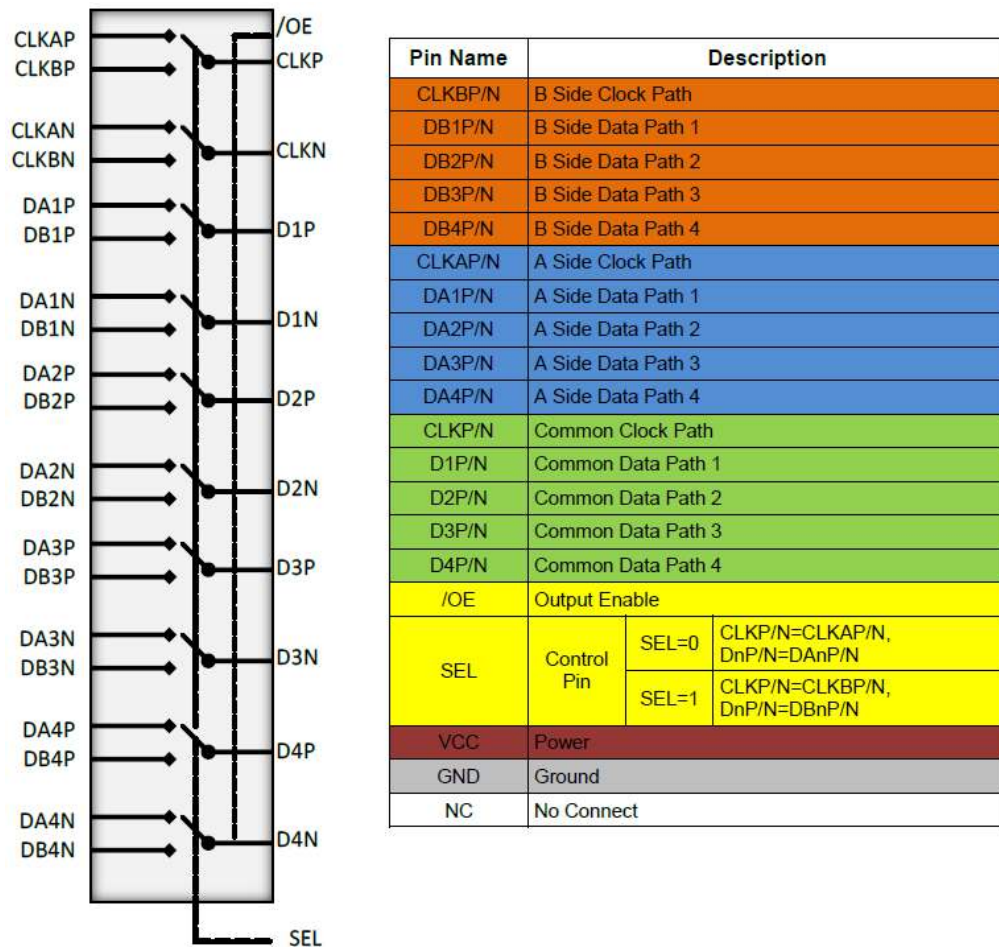 /OE
CLKAP
CLKP
CLKBP
CLKAN
CLKN
CLKBN
DA1P
D1P
DB1P
DA1N
D1N
DB1N
DA2P
D2P
DB2P
DA2N
D2N
DB2N
DA3P
D3P
DB3P
DA3N
D3N
DB3N
DA4P
D4P
DB4P
DA4N
D4N
DB4N
SEL
Pin Name Description
CLKBP/N B Side Clock Path
DB1P/N B Side Data Path 1
DB2P/N B Side Data Path 2
DB3P/N B Side Data Path 3
DB4P/N B Side Data Path 4
CLKAP/N A Side Clock Path
DA1P/N A Side Data Path 1
DA2P/N A Side Data Path 2
DA3P/N A Side Data Path 3
DA4P/N A Side Data Path 4
CLKP/N Common Clock Path
D1P/N Common Data Path 1
D2P/N Common Data Path 2
D3P/N Common Data Path 3
D4P/N Common Data Path 4
/OE Output Enable
SEL Control Pin SEL=0 CLKP/N=CLKAP/N,
DnP/N=DAnP/N
SEL=1 CLKP/N=CLKBP/N,
DnP/N=DBnP/N
VCC Power
GND Ground
NC No Connect